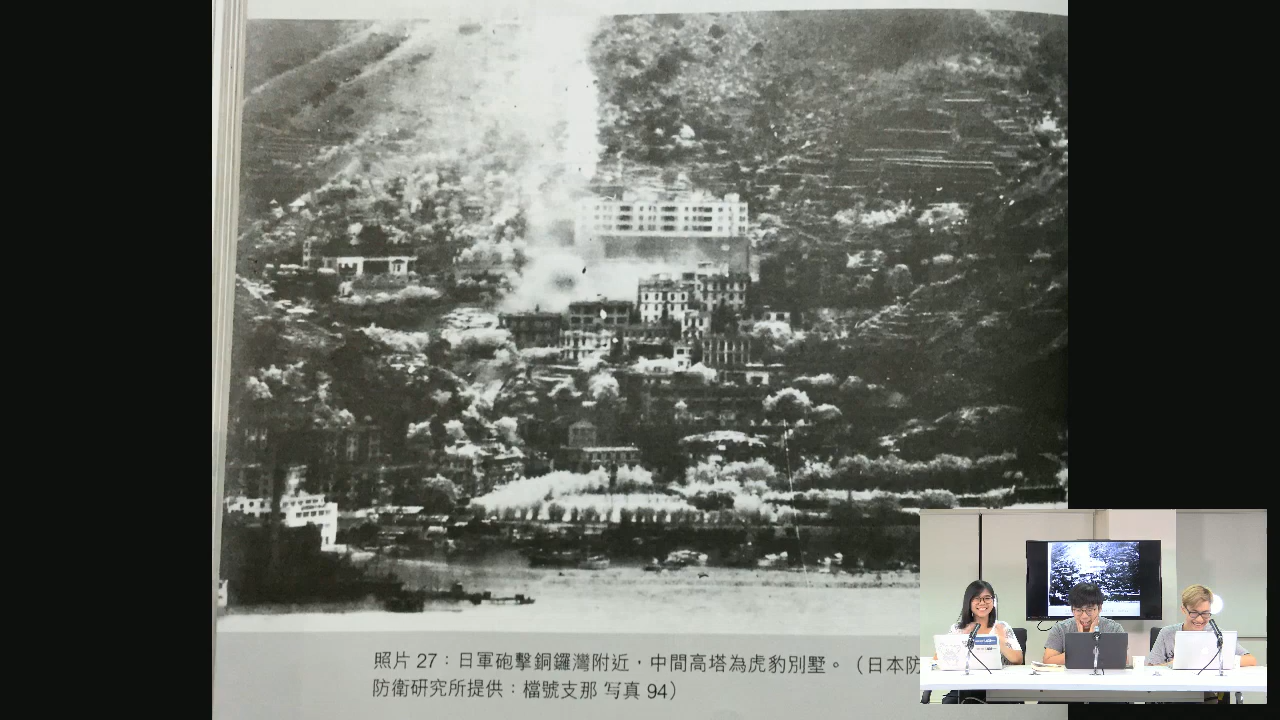 照片 27：日軍砲擊銅鑼灣附近，中間高塔為虎豹別墅。（日本防
防衛研究所提供：檔號支那 写真 94）